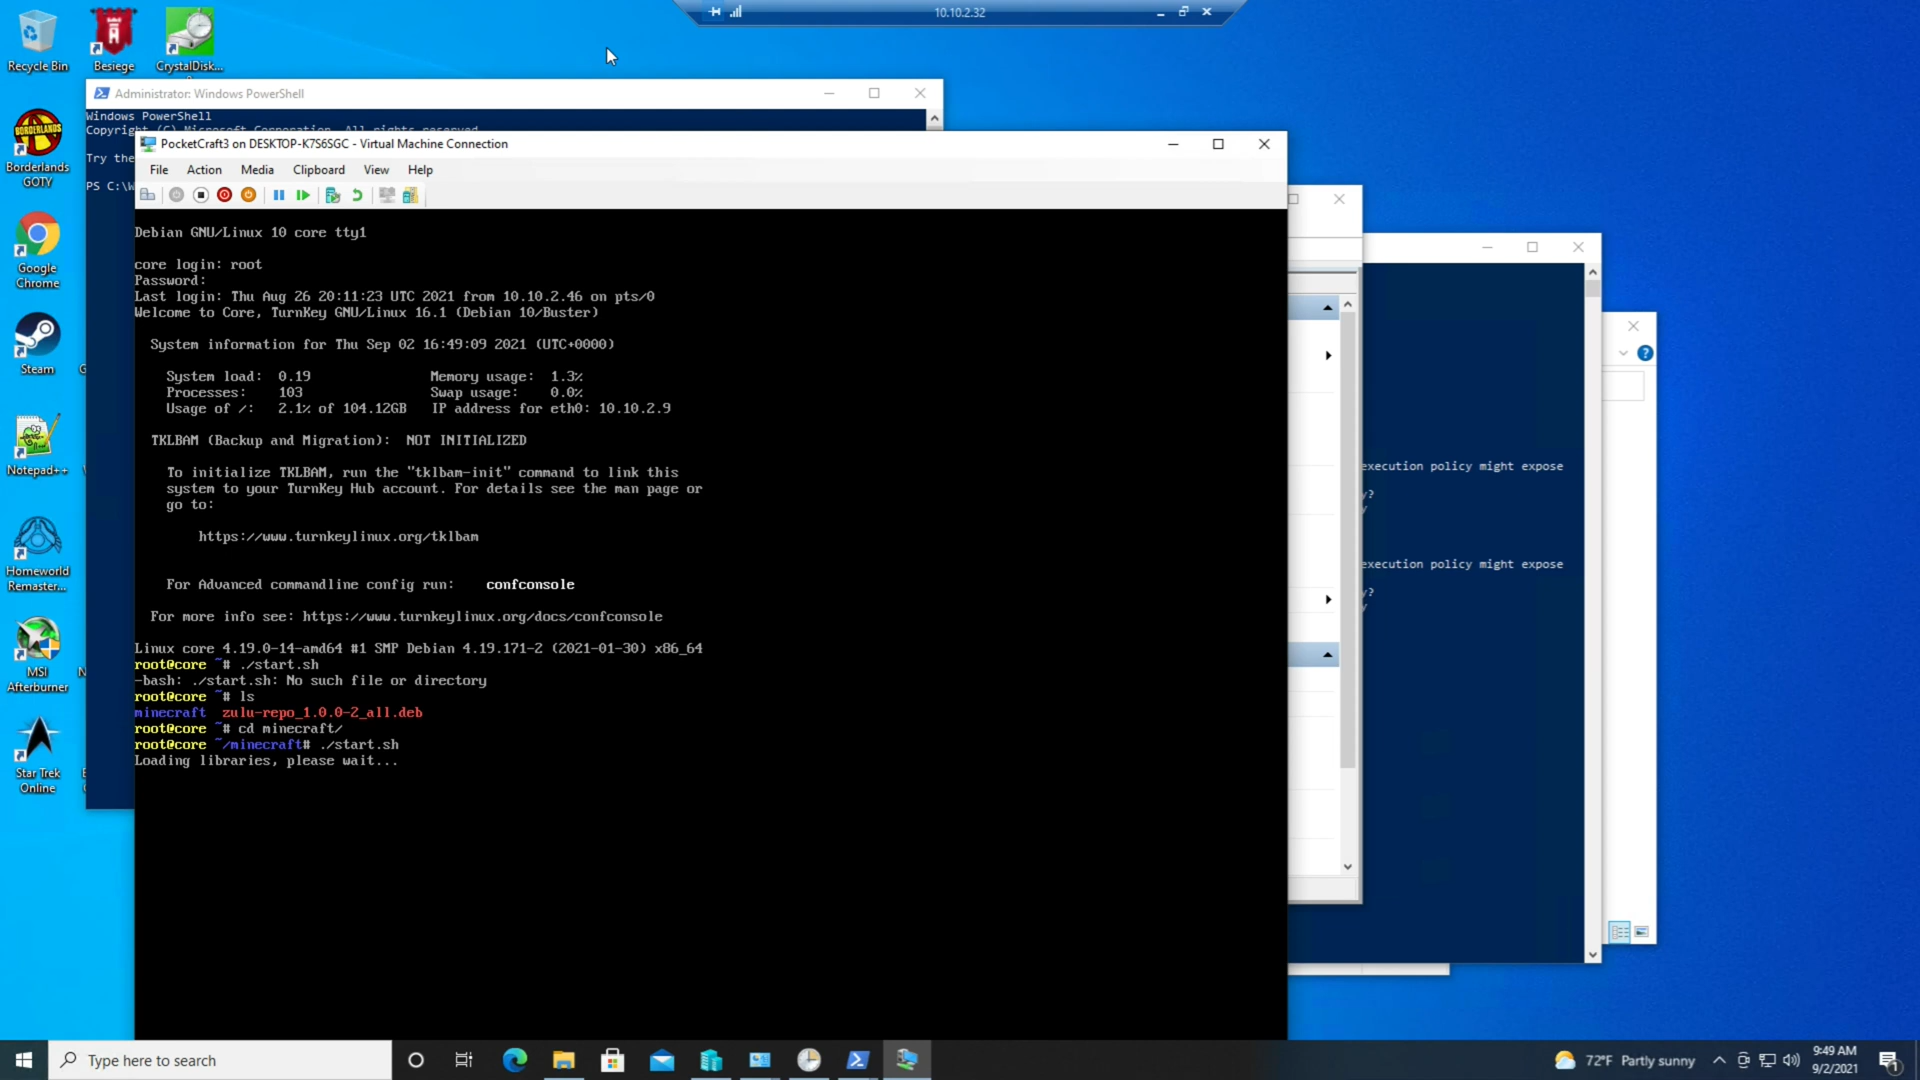 10.10.2.32
Recycle Bin
Besiege
CrystalDisk...
Borderlands
GOTY
Google
Chrome
Steam
Notepad++
Homeworld
Remaster...
MSI
Afterburner
Star Trek
Online
Administrator: Windows PowerShell
Windows PowerShell
Copyright (C) Microsoft Corporation. All rights reserved
Try the
PS C:\W
PocketCraft3 on DESKTOP-K7S6SGC - Virtual Machine Connection
File Action Media Clipboard View Help
Debian GNU/Linux 10 core tty1
core login: root
Password:
Last login: Thu Aug 26 20:11:23 UTC 2021 from 10.10.2.46 on pts/0
Welcome to Core, TurnKey GNU/Linux 16.1 (Debian 10/Buster)
System information for Thu Sep 02 16:49:09 2021 (UTC+0000)
System load: 0.19 Memory usage: 1.3%
Processes: 103 Swap usage: 0.0%
Usage of /: 2.1% of 104.12GB IP address for eth0: 10.10.2.9
TKLBAM (Backup and Migration): NOT INITIALIZED
To initialize TKLBAM, run the "tklbam-init" command to link this
system to your TurnKey Hub account. For details see the man page or
go to:
https://www.turnkeylinux.org/tklbam
For Advanced commandline config run: confconsole
For more info see: https://www.turnkeylinux.org/docs/confconsole
Linux core 4.19.0-14-amd64 #1 SMP Debian 4.19.171-2 (2021-01-30) x86_64
root@core ~# ./start.sh
-bash: ./start.sh: No such file or directory
root@core ~# ls
minecraft zulu-repo_1.0.0-2_all.deb
root@core ~# cd minecraft/
root@core ~/minecraft# ./start.sh
Loading libraries, please wait...
execution policy might expose
y?
y
execution policy might expose
y?
y
Type here to search
72°F Partly sunny
9:49 AM
9/2/2021
1